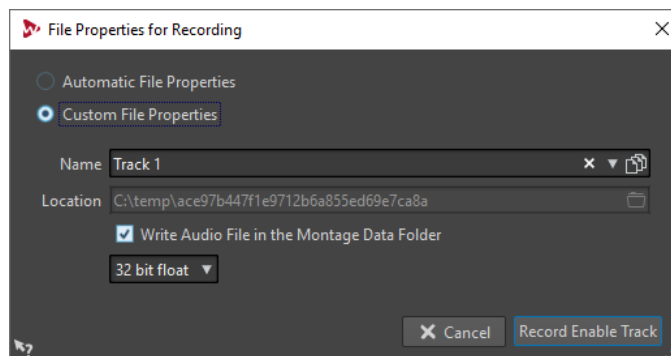 File Properties for Recording
Automatic File Properties
Custom File Properties
Name Track 1
Location C:\temp\ace97b447f1e9712b6a855ed69e7ca8a
Write Audio File in the Montage Data Folder
32 bit float
Cancel Record Enable Track